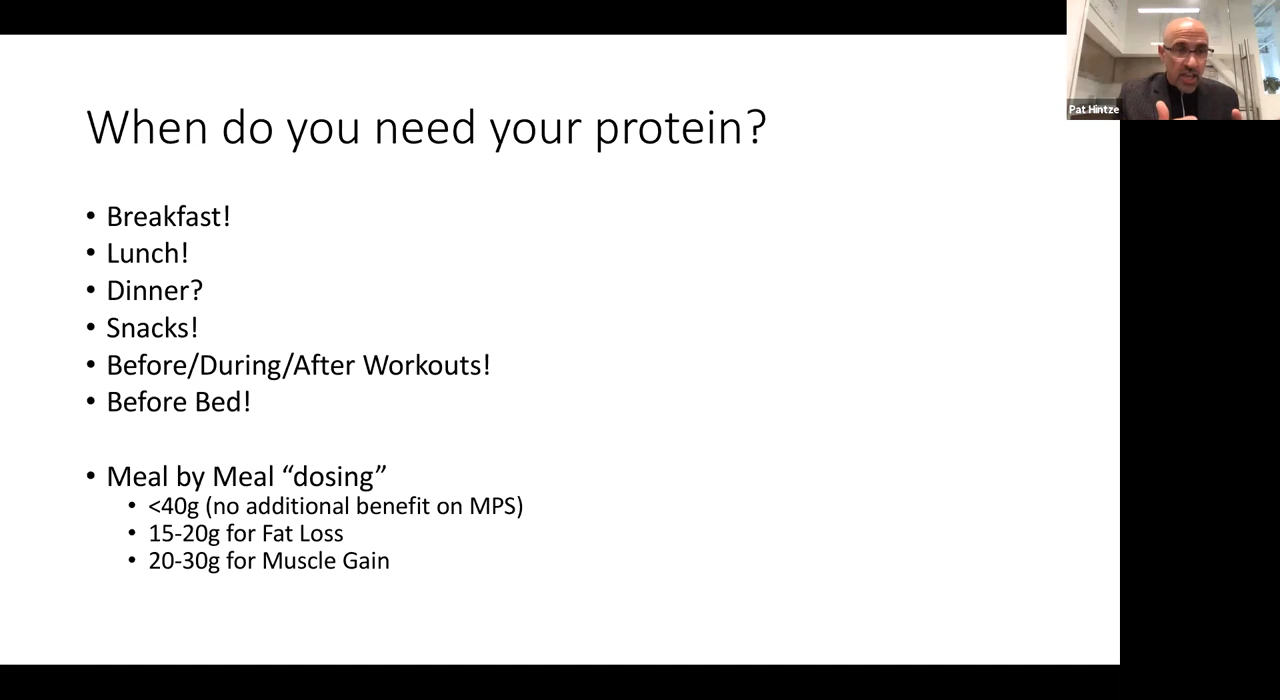 When do you need your protein?
• Breakfast!
• Lunch!
• Dinner?
• Snacks!
• Before/During/After Workouts!
• Before Bed!
• Meal by Meal “dosing”
• <40g (no additional benefit on MPS)
• 15-20g for Fat Loss
• 20-30g for Muscle Gain
Pat Hintze